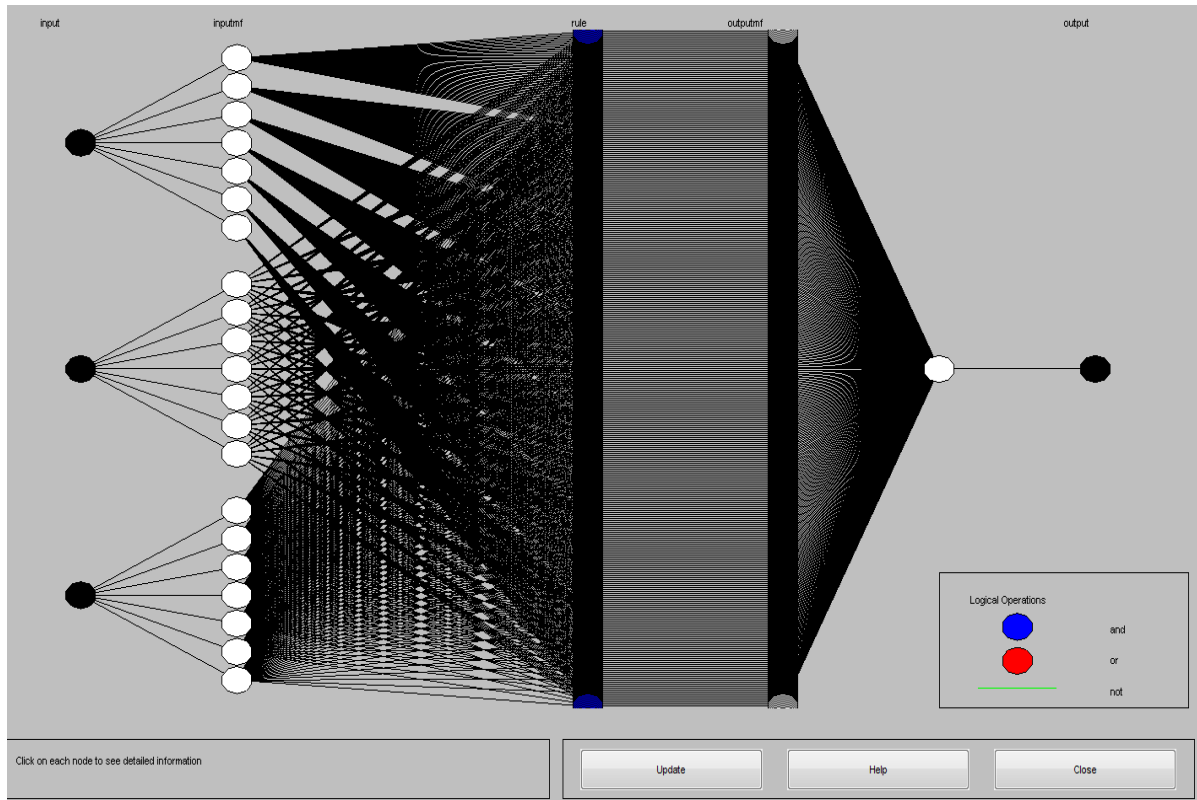 input inputmf rule outputmf output
Logical Operations
and
or
not
Click on each node to see detailed information
Update Help Close